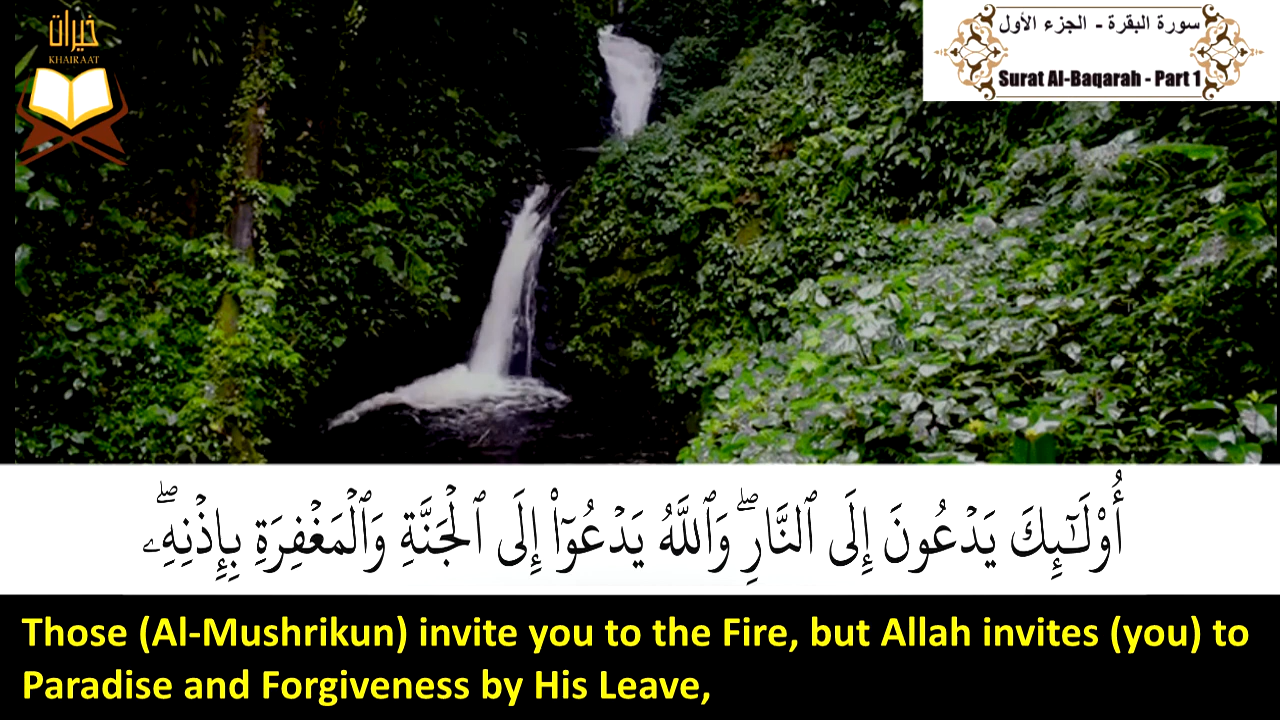 خيرات
KHAIRAAT
سورة البقرة - الجزء الأول
Surat Al-Baqarah - Part 1
أُوْلَـٰٓئِكَ يَدۡعُونَ إِلَى ٱلنَّارِۖ وَٱللَّهُ يَدۡعُوٓاْ إِلَى ٱلۡجَنَّةِ وَٱلۡمَغۡفِرَةِ بِإِذۡنِهِۦۖ
Those (Al-Mushrikun) invite you to the Fire, but Allah invites (you) to
Paradise and Forgiveness by His Leave,